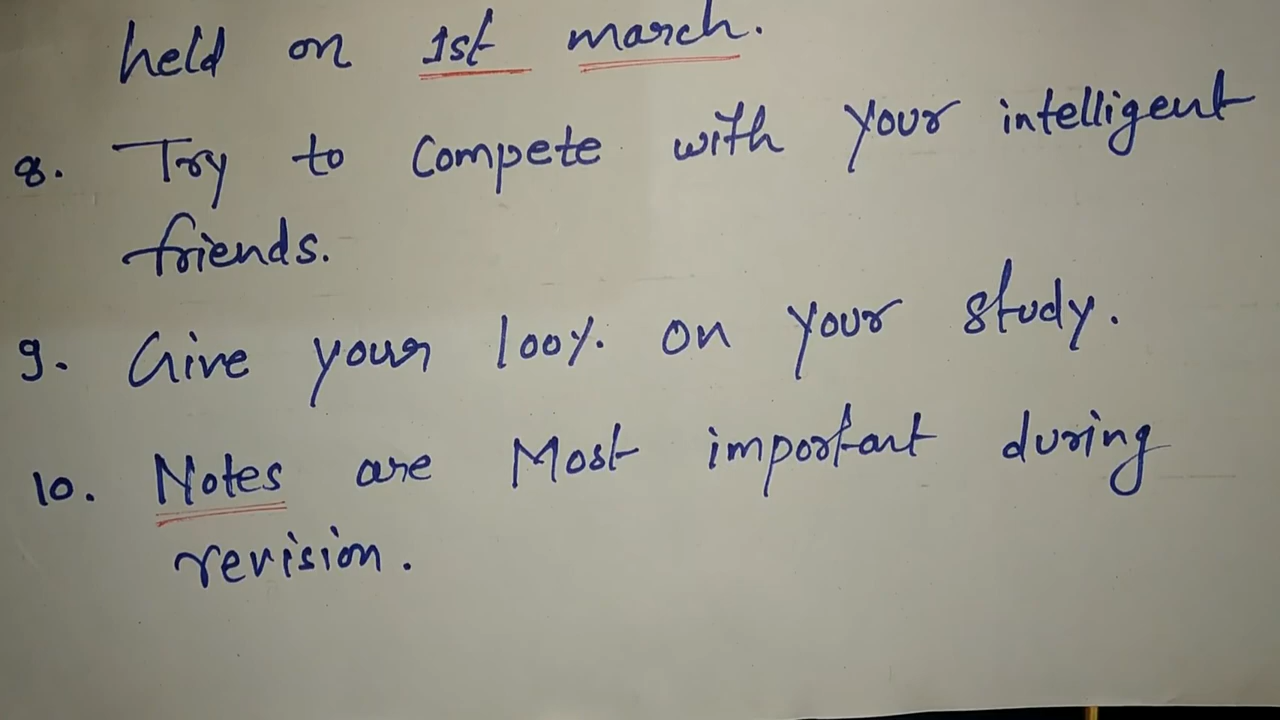 held on 1st march.
8. Try to Compete with your intelligent
friends.
9. Give your 100%. on your study.
10. Notes are Most important during
revision.